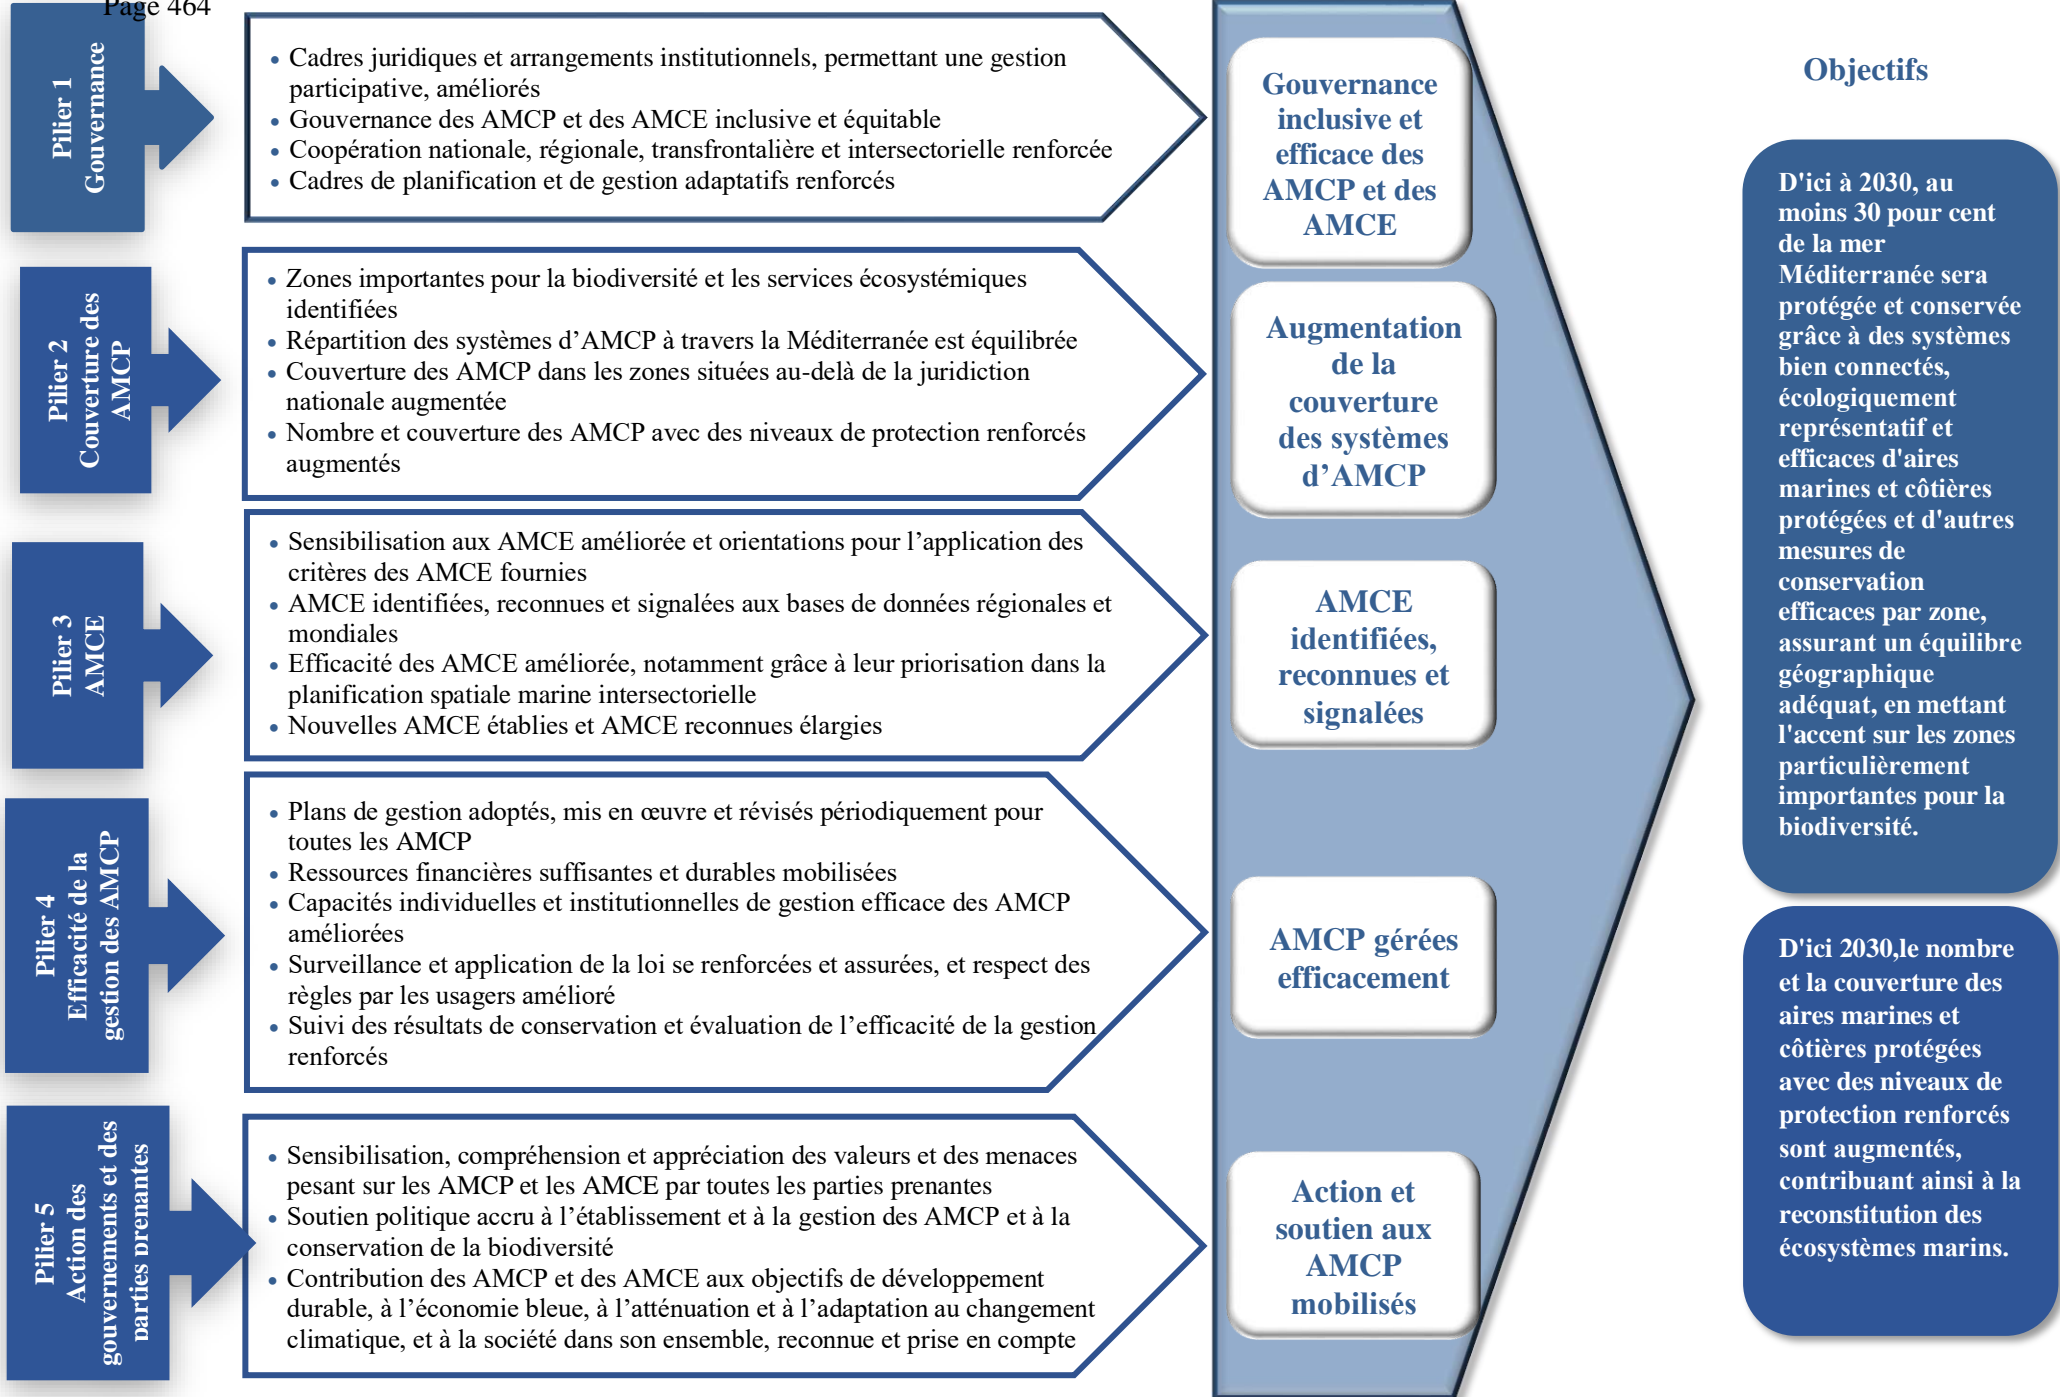 Page 464
Pilier 1
Gouvernance
• Cadres juridiques et arrangements institutionnels, permettant une gestion
participative, améliorés
• Gouvernance des AMCP et des AMCE inclusive et équitable
• Coopération nationale, régionale, transfrontalière et intersectorielle renforcée
• Cadres de planification et de gestion adaptatifs renforcés
Gouvernance
inclusive et
efficace des
AMCP et des
AMCE
Pilier 2
Couverture des
AMCP
• Zones importantes pour la biodiversité et les services écosystémiques
identifiées
• Répartition des systèmes d’AMCP à travers la Méditerranée est équilibrée
• Couverture des AMCP dans les zones situées au-delà de la juridiction
nationale augmentée
• Nombre et couverture des AMCP avec des niveaux de protection renforcés
augmentés
Augmentation
de la
couverture
des systèmes
d’AMCP
Pilier 3
AMCE
• Sensibilisation aux AMCE améliorée et orientations pour l’application des
critères des AMCE fournies
• AMCE identifiées, reconnues et signalées aux bases de données régionales et
mondiales
• Efficacité des AMCE améliorée, notamment grâce à leur priorisation dans la
planification spatiale marine intersectorielle
• Nouvelles AMCE établies et AMCE reconnues élargies
AMCE
identifiées,
reconnues et
signalées
Pilier 4
Efficacité de la
gestion des AMCP
• Plans de gestion adoptés, mis en œuvre et révisés périodiquement pour
toutes les AMCP
• Ressources financières suffisantes et durables mobilisées
• Capacités individuelles et institutionnelles de gestion efficace des AMCP
améliorées
• Surveillance et application de la loi se renforcées et assurées, et respect des
règles par les usagers amélioré
• Suivi des résultats de conservation et évaluation de l’efficacité de la gestion
renforcés
AMCP gérées
efficacement
Pilier 5
Action des
gouvernements et des
parties prenantes
• Sensibilisation, compréhension et appréciation des valeurs et des menaces
pesant sur les AMCP et les AMCE par toutes les parties prenantes
• Soutien politique accru à l’établissement et à la gestion des AMCP et à la
conservation de la biodiversité
• Contribution des AMCP et des AMCE aux objectifs de développement
durable, à l’économie bleue, à l’atténuation et à l’adaptation au changement
climatique, et à la société dans son ensemble, reconnue et prise en compte
Action et
soutien aux
AMCP
mobilisés
Objectifs
D'ici à 2030, au
moins 30 pour cent
de la mer
Méditerranée sera
protégée et conservée
grâce à des systèmes
bien connectés,
écologiquement
représentatif et
efficaces d'aires
marines et côtières
protégées et d'autres
mesures de
conservation
efficaces par zone,
assurant un équilibre
géographique
adéquat, en mettant
l'accent sur les zones
particulièrement
importantes pour la
biodiversité.
D'ici 2030,le nombre
et la couverture des
aires marines et
côtières protégées
avec des niveaux de
protection renforcés
sont augmentés,
contribuant ainsi à la
reconstitution des
écosystèmes marins.